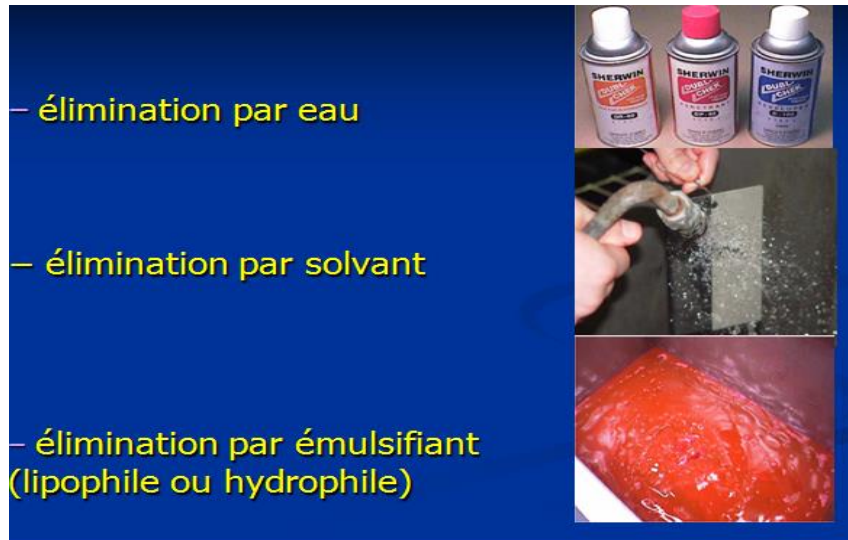 – élimination par eau
SHERWIN SHERWIN SHERWIN
DUBL-CHEK DUBL-CHEK DUBL-CHEK
– élimination par solvant
– élimination par émulsifiant
(lipophile ou hydrophile)